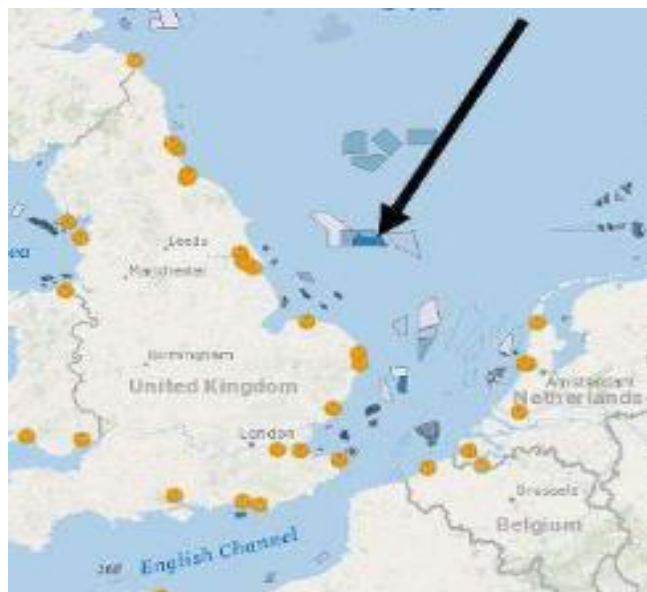 Leeds
Manchester
Birmingham
United Kingdom
London
Amsterdam
Netherlands
Brussels
Belgium
English Channel